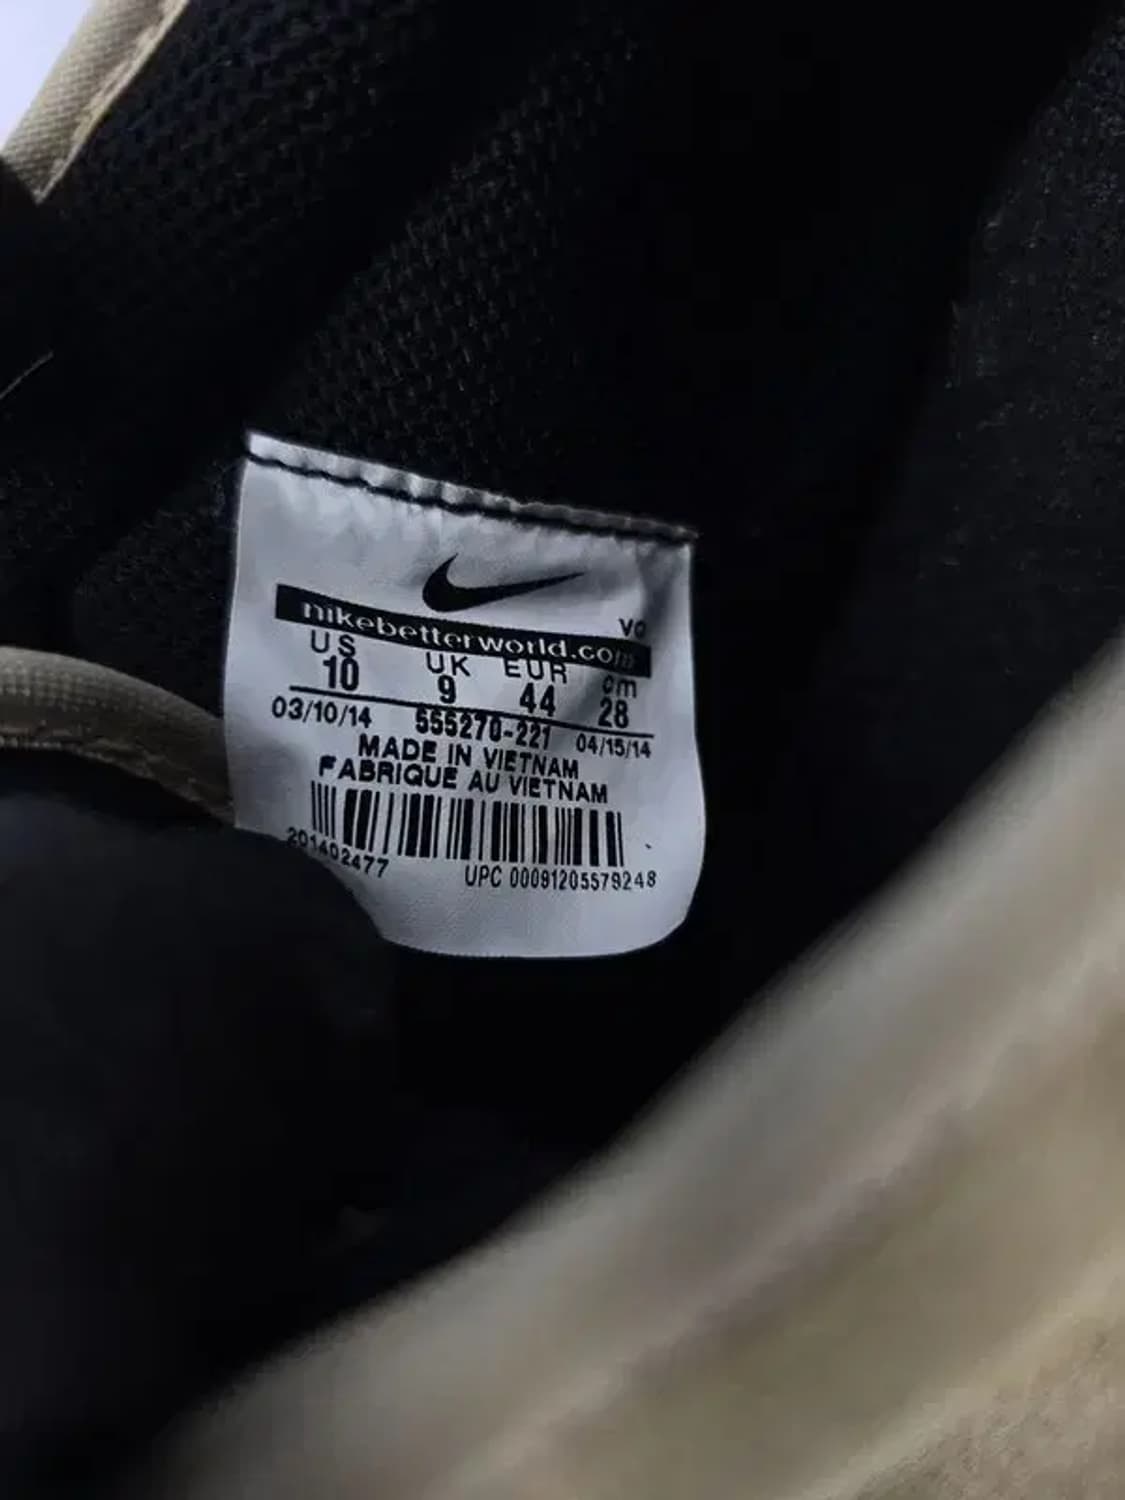 nikebetterworld.com
US UK EUR cm
10 9 44 28
03/10/14 555270-221 04/15/14
MADE IN VIETNAM
FABRIQUE AU VIETNAM
201402477
UPC 00091205579248